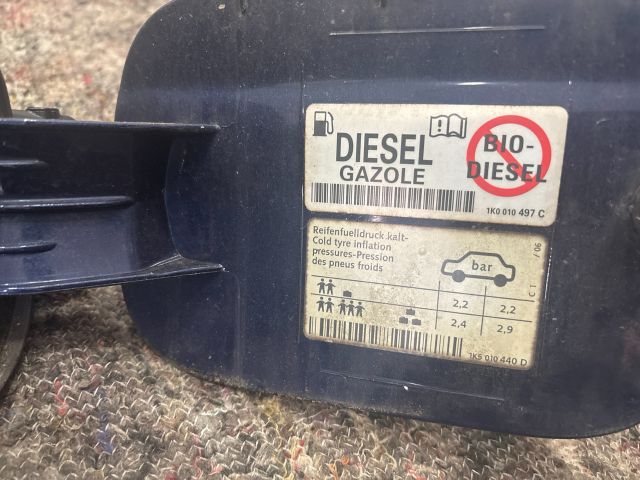 DIESEL
GAZOLE
BIO-
DIESEL
1K0 010 497 C
Reifenfuelldruck kalt-
Cold tyre inflation
pressures-Pression
des pneus froids
bar
2,2 2,2
2,4 2,9
1K5 010 440 D
C T / 06